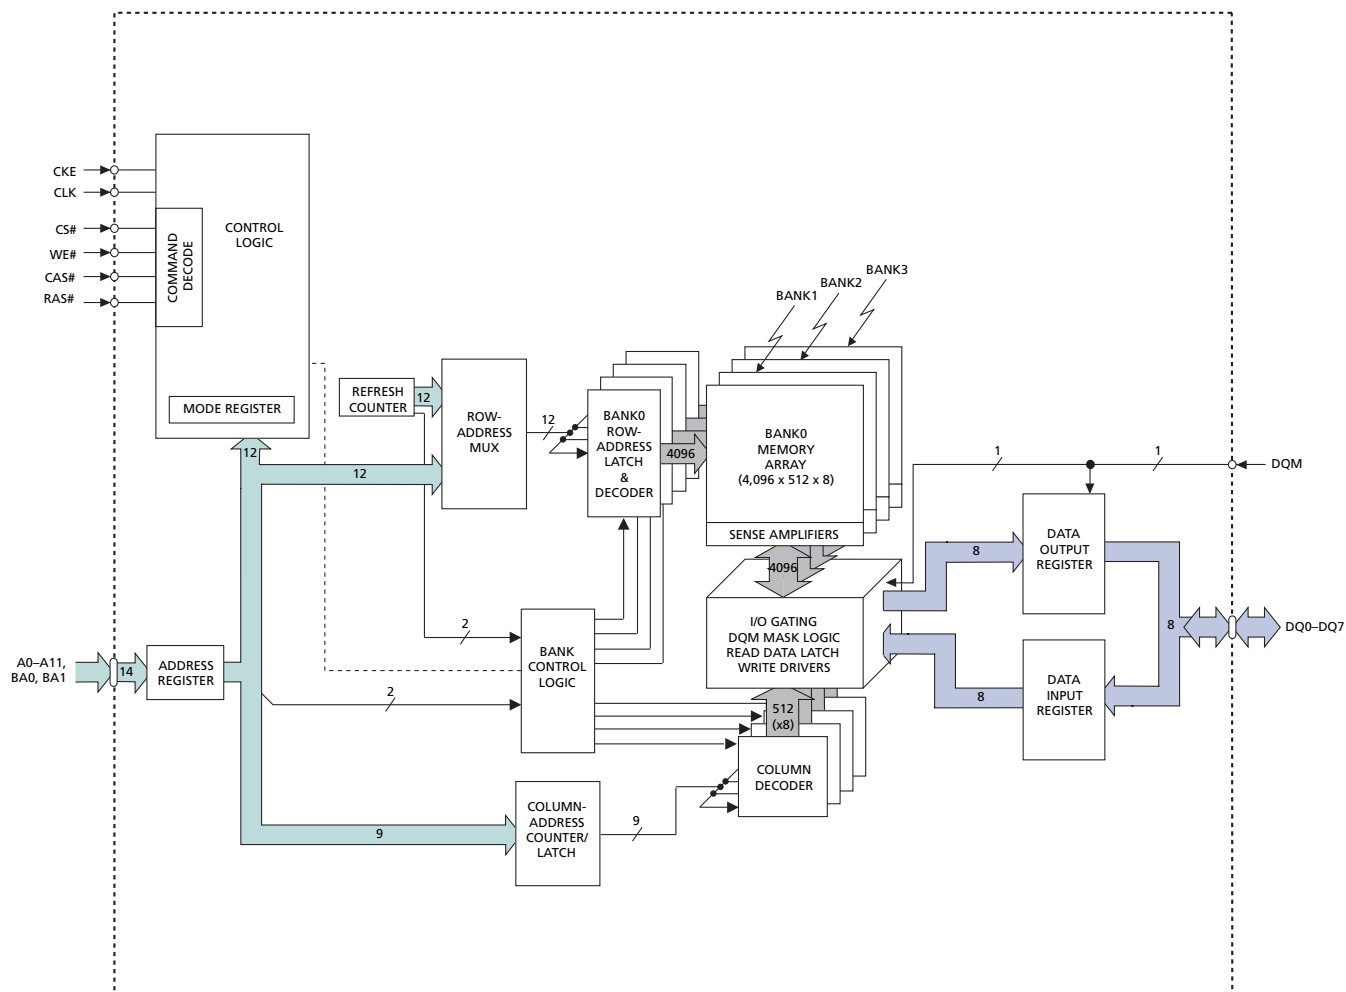 CKE
CLK
CS#
WE#
CAS#
RAS#
COMMAND
DECODE
CONTROL
LOGIC
MODE REGISTER
12
BANK1
BANK2
BANK3
REFRESH
COUNTER
12
12
ROW-
ADDRESS
MUX
12
BANK0
ROW-
ADDRESS
LATCH
&
DECODER
4096
BANK0
MEMORY
ARRAY
(4,096 x 512 x 8)
SENSE AMPLIFIERS
4096
I/O GATING
DQM MASK LOGIC
READ DATA LATCH
WRITE DRIVERS
1
1
DQM
DATA
OUTPUT
REGISTER
8
8
DQ0–DQ7
8
DATA
INPUT
REGISTER
A0–A11,
BA0, BA1
14
ADDRESS
REGISTER
2
2
BANK
CONTROL
LOGIC
512
(x8)
COLUMN
DECODER
9
COLUMN-
ADDRESS
COUNTER/
LATCH
9